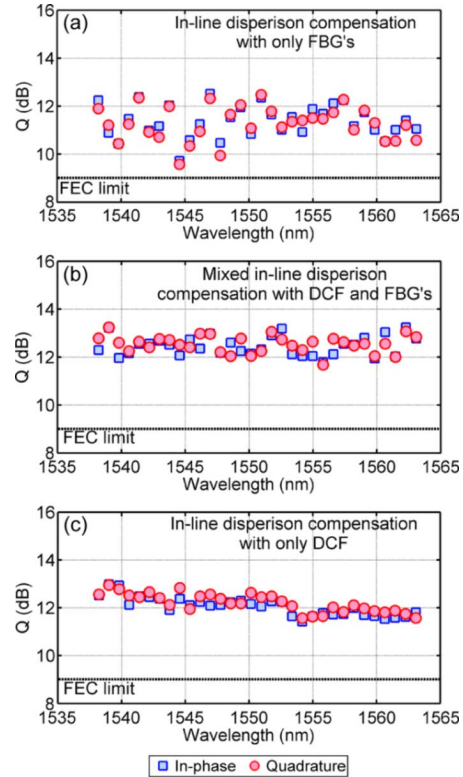 (a)
In-line disperison compensation
with only FBG's
16
14
12
10
8
Q (dB)
FEC limit
1535 1540 1545 1550 1555 1560 1565
Wavelength (nm)
(b)
Mixed in-line disperison
compensation with DCF and FBG's
16
14
12
10
8
Q (dB)
FEC limit
1535 1540 1545 1550 1555 1560 1565
Wavelength (nm)
(c)
In-line disperison compensation
with only DCF
16
14
12
10
8
Q (dB)
FEC limit
1535 1540 1545 1550 1555 1560 1565
Wavelength (nm)
In-phase Quadrature